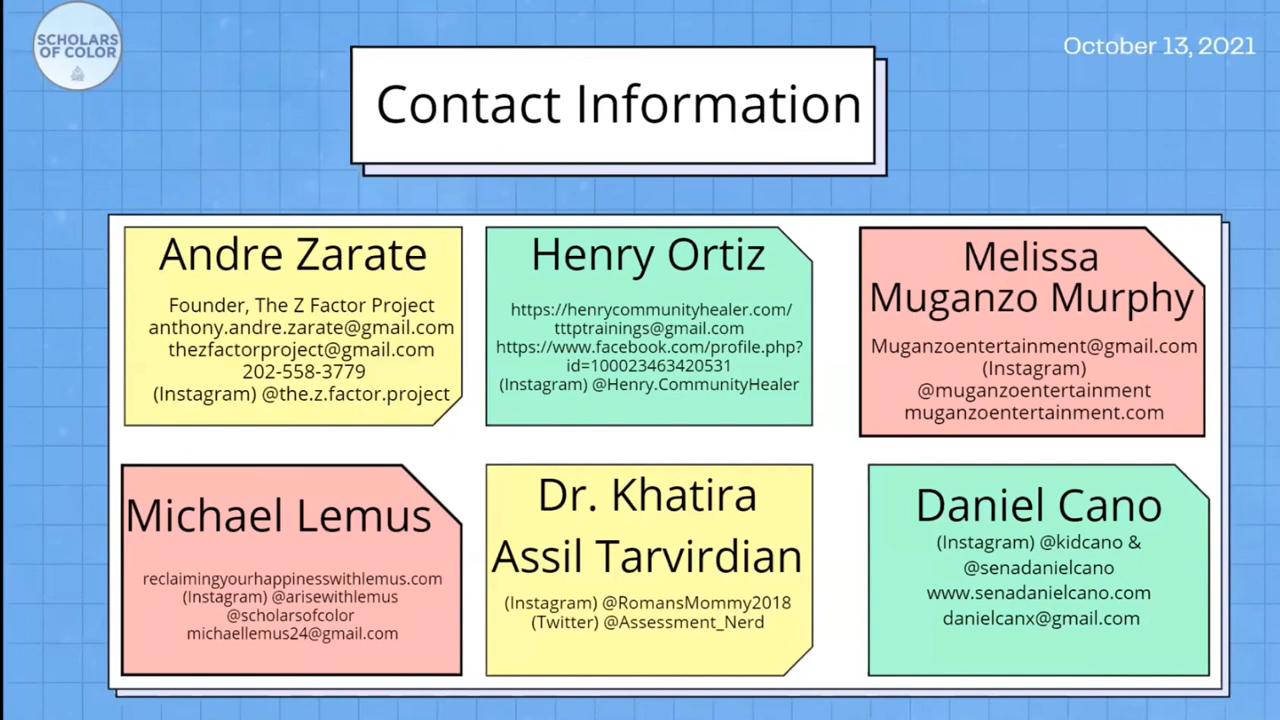 SCHOLARS
OF COLOR
October 13, 2021
Contact Information
Andre Zarate
Founder, The Z Factor Project
anthony.andre.zarate@gmail.com
thezfactorproject@gmail.com
202-558-3779
(Instagram) @the.z.factor.project
Henry Ortiz
https://henrycommunityhealer.com/
tttptrainings@gmail.com
https://www.facebook.com/profile.php?
id=100023463420531
(Instagram) @Henry.CommunityHealer
Melissa
Muganzo Murphy
Muganzoentertainment@gmail.com
(Instagram)
@muganzoentertainment
muganzoentertainment.com
Michael Lemus
reclaimingyourhappinesswithlemus.com
(Instagram) @arisewithlemus
@scholarsofcolor
michaellemus24@gmail.com
Dr. Khatira
Assil Tarvirdian
(Instagram) @RomansMommy2018
(Twitter) @Assessment_Nerd
Daniel Cano
(Instagram) @kidcano &
@senadanielcano
www.senadanielcano.com
danielcanx@gmail.com